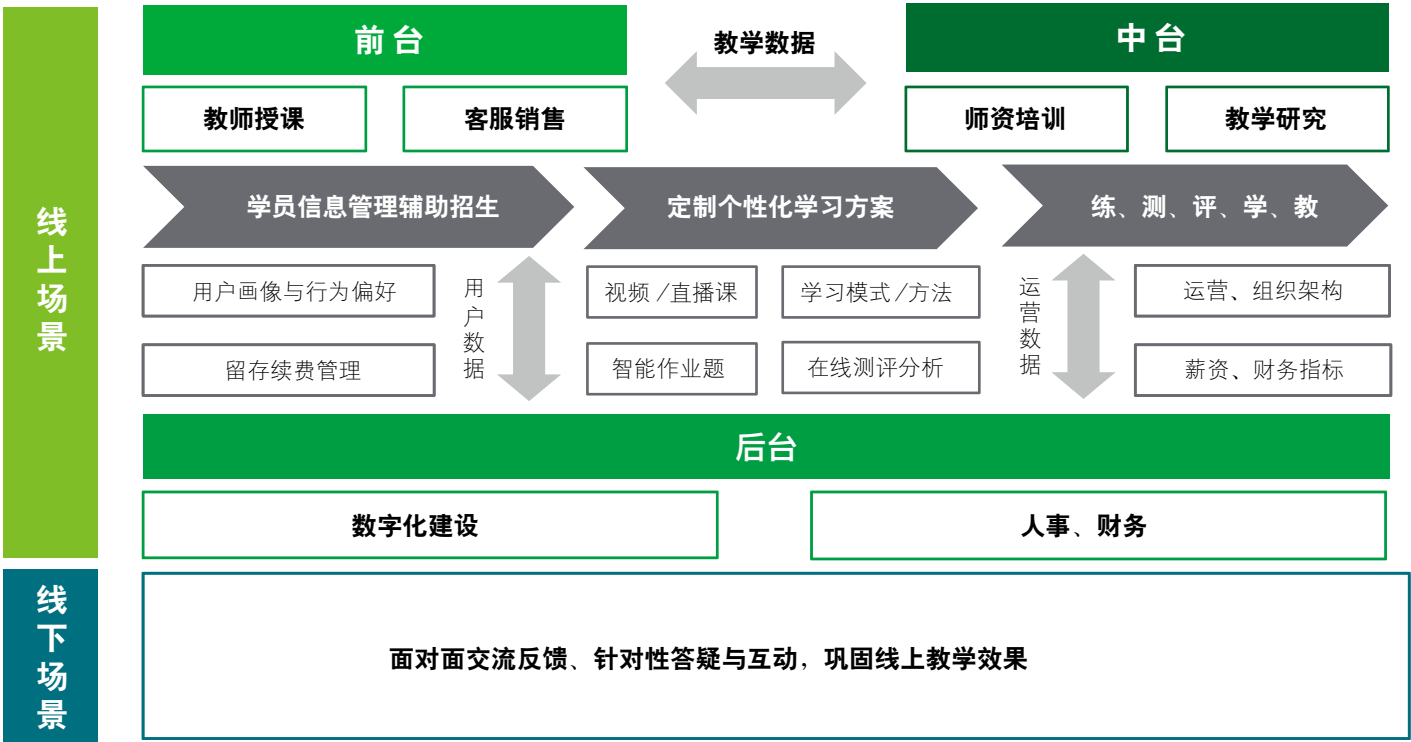 线上场景
前台
教学数据
中台
教师授课
客服销售
师资培训
教学研究
学员信息管理辅助招生
定制个性化学习方案
练、测、评、学、教
用户画像与行为偏好
留存续费管理
用户数据
视频/直播课
学习模式/方法
智能作业题
在线测评分析
运营数据
运营、组织架构
薪资、财务指标
后台
数字化建设
人事、财务
线下场景
面对面交流反馈、针对性答疑与互动，巩固线上教学效果